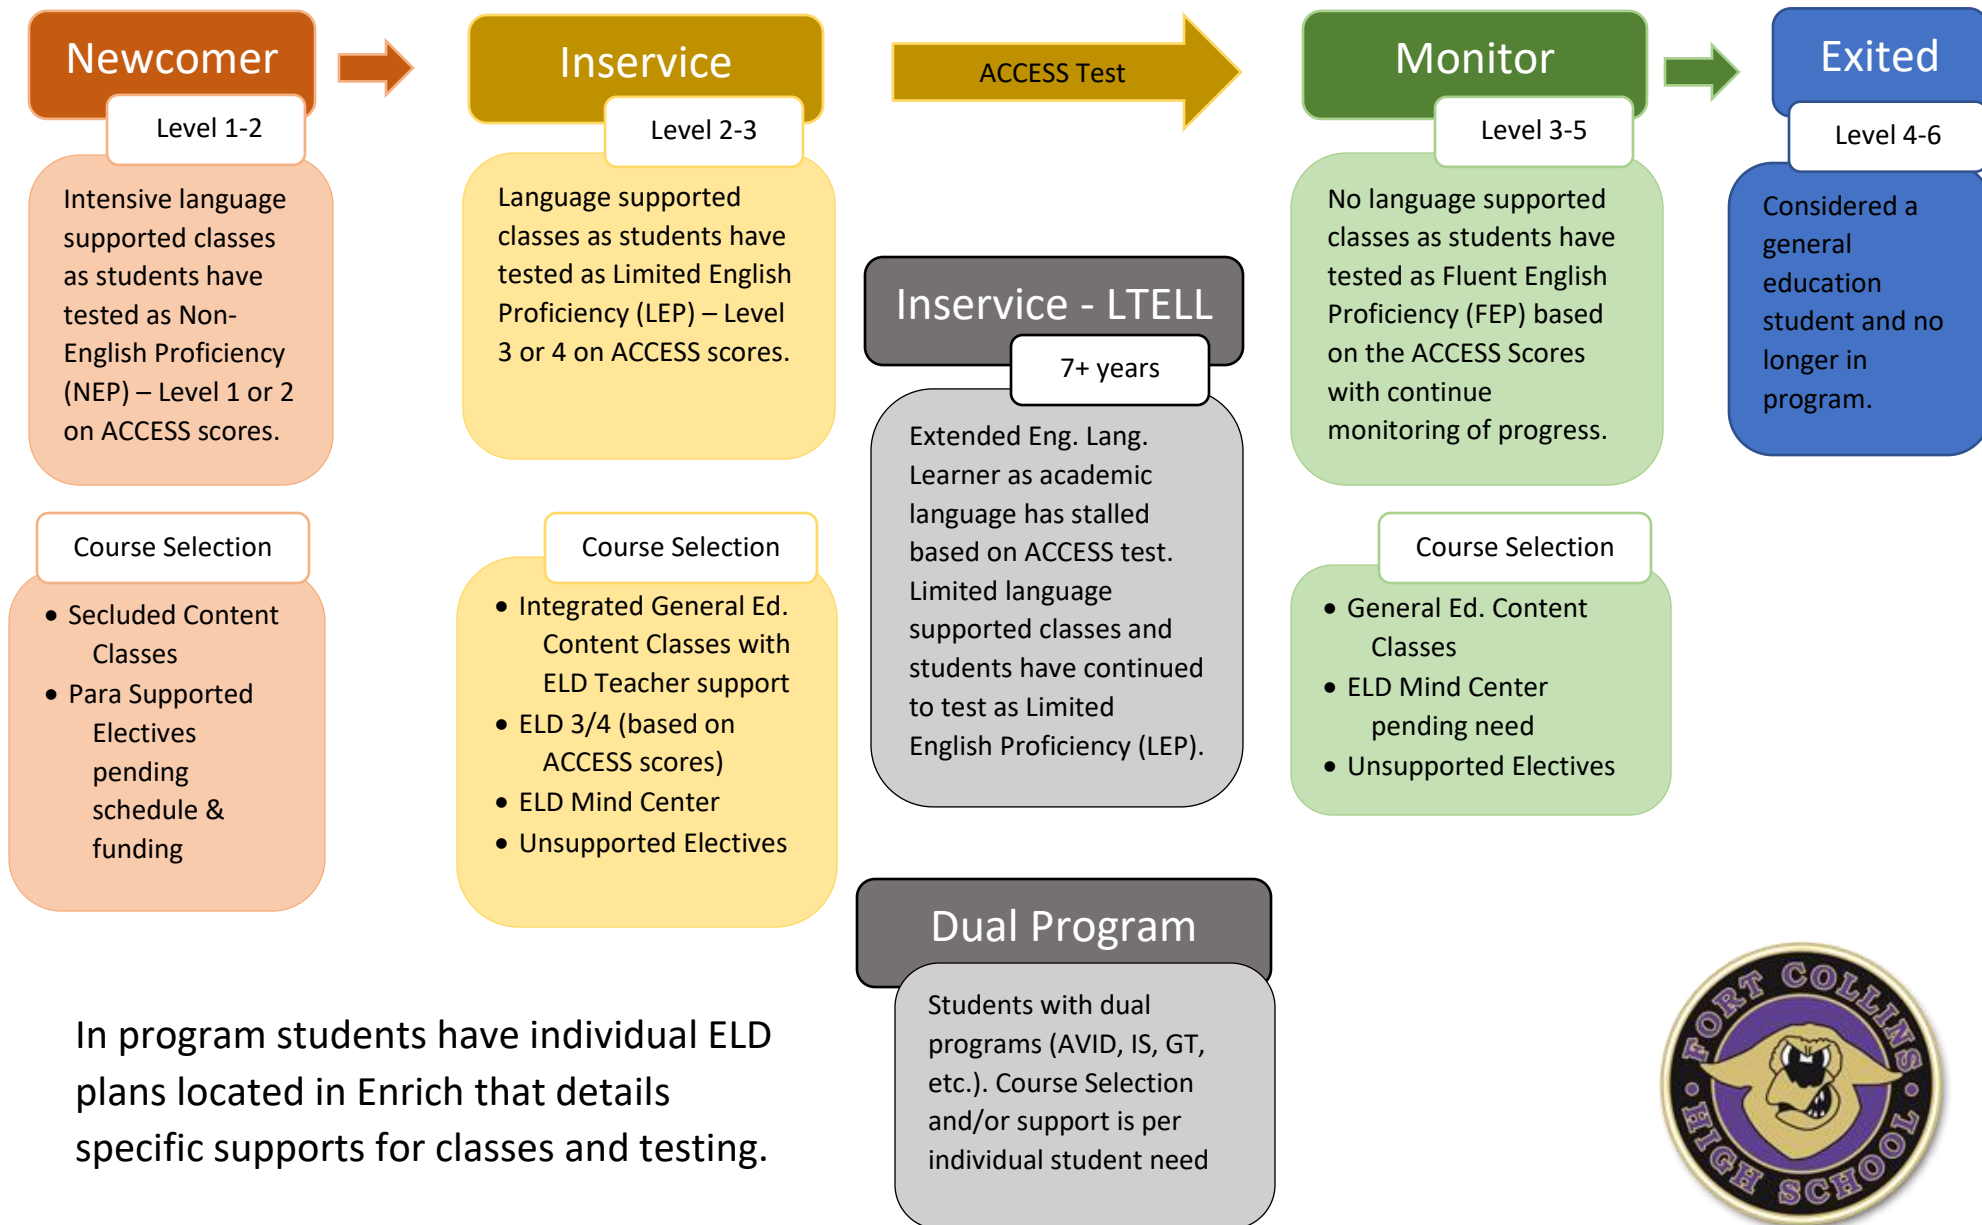 Newcomer
Level 1-2
Intensive language
supported classes
as students have
tested as Non-
English Proficiency
(NEP) – Level 1 or 2
on ACCESS scores.
Course Selection
• Secluded Content
Classes
• Para Supported
Electives
pending
schedule &
funding
Inservice
Level 2-3
Language supported
classes as students have
tested as Limited English
Proficiency (LEP) – Level
3 or 4 on ACCESS scores.
Course Selection
• Integrated General Ed.
Content Classes with
ELD Teacher support
• ELD 3/4 (based on
ACCESS scores)
• ELD Mind Center
• Unsupported Electives
ACCESS Test
Inservice - LTELL
7+ years
Extended Eng. Lang.
Learner as academic
language has stalled
based on ACCESS test.
Limited language
supported classes and
students have continued
to test as Limited
English Proficiency (LEP).
Dual Program
Students with dual
programs (AVID, IS, GT,
etc.). Course Selection
and/or support is per
individual student need
Monitor
Level 3-5
No language supported
classes as students have
tested as Fluent English
Proficiency (FEP) based
on the ACCESS Scores
with continue
monitoring of progress.
Course Selection
• General Ed. Content
Classes
• ELD Mind Center
pending need
• Unsupported Electives
Exited
Level 4-6
Considered a
general
education
student and no
longer in
program.
In program students have individual ELD
plans located in Enrich that details
specific supports for classes and testing.
FORT COLLINS
HIGH SCHOOL